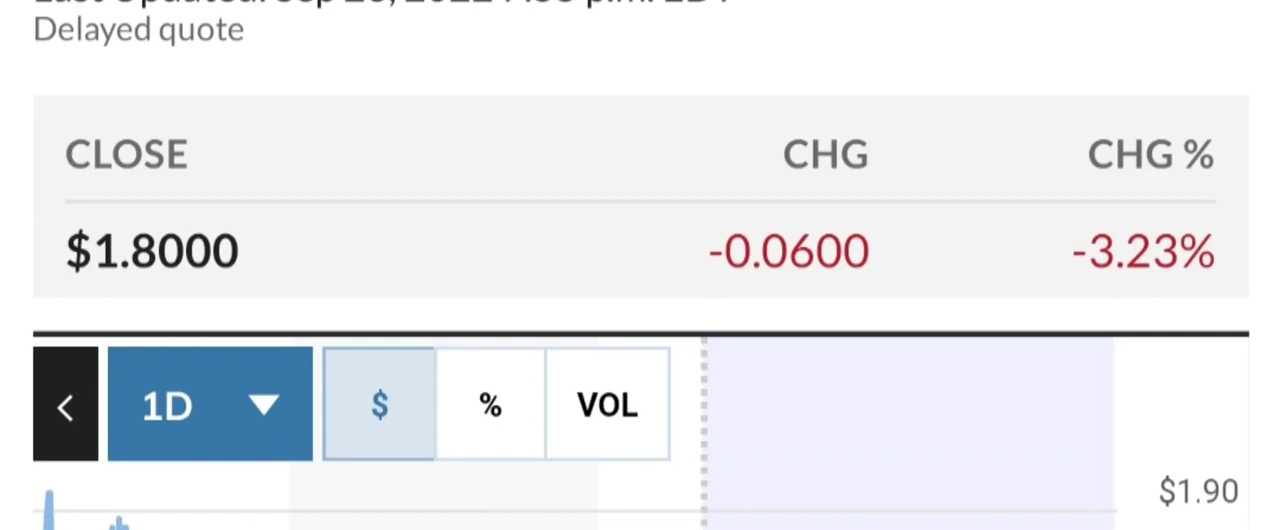 Delayed quote
CLOSE CHG CHG %
$1.8000 -0.0600 -3.23%
1D $ % VOL
$1.90